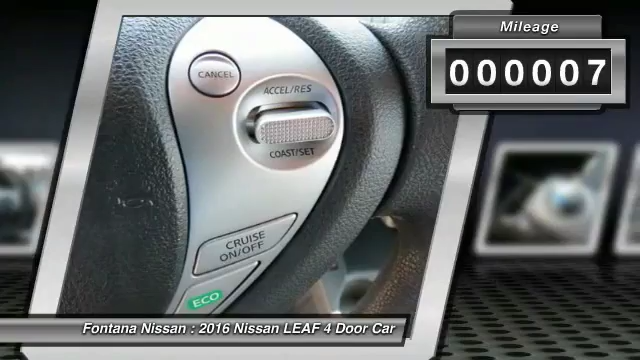 Mileage
000007
CANCEL
ACCEL/RES
COAST/SET
CRUISE
ON/OFF
ECO
Fontana Nissan : 2016 Nissan LEAF 4 Door Car